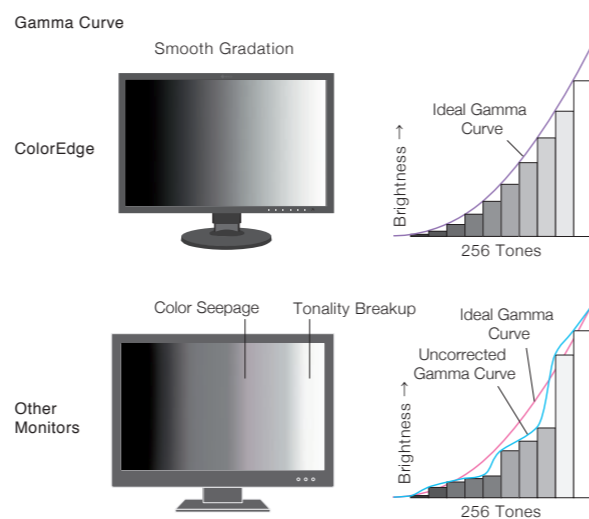 Gamma Curve
Smooth Gradation
ColorEdge
Ideal Gamma
Curve
Brightness →
256 Tones
Color Seepage
Tonality Breakup
Other
Monitors
Ideal Gamma
Curve
Uncorrected
Gamma Curve
Brightness →
256 Tones